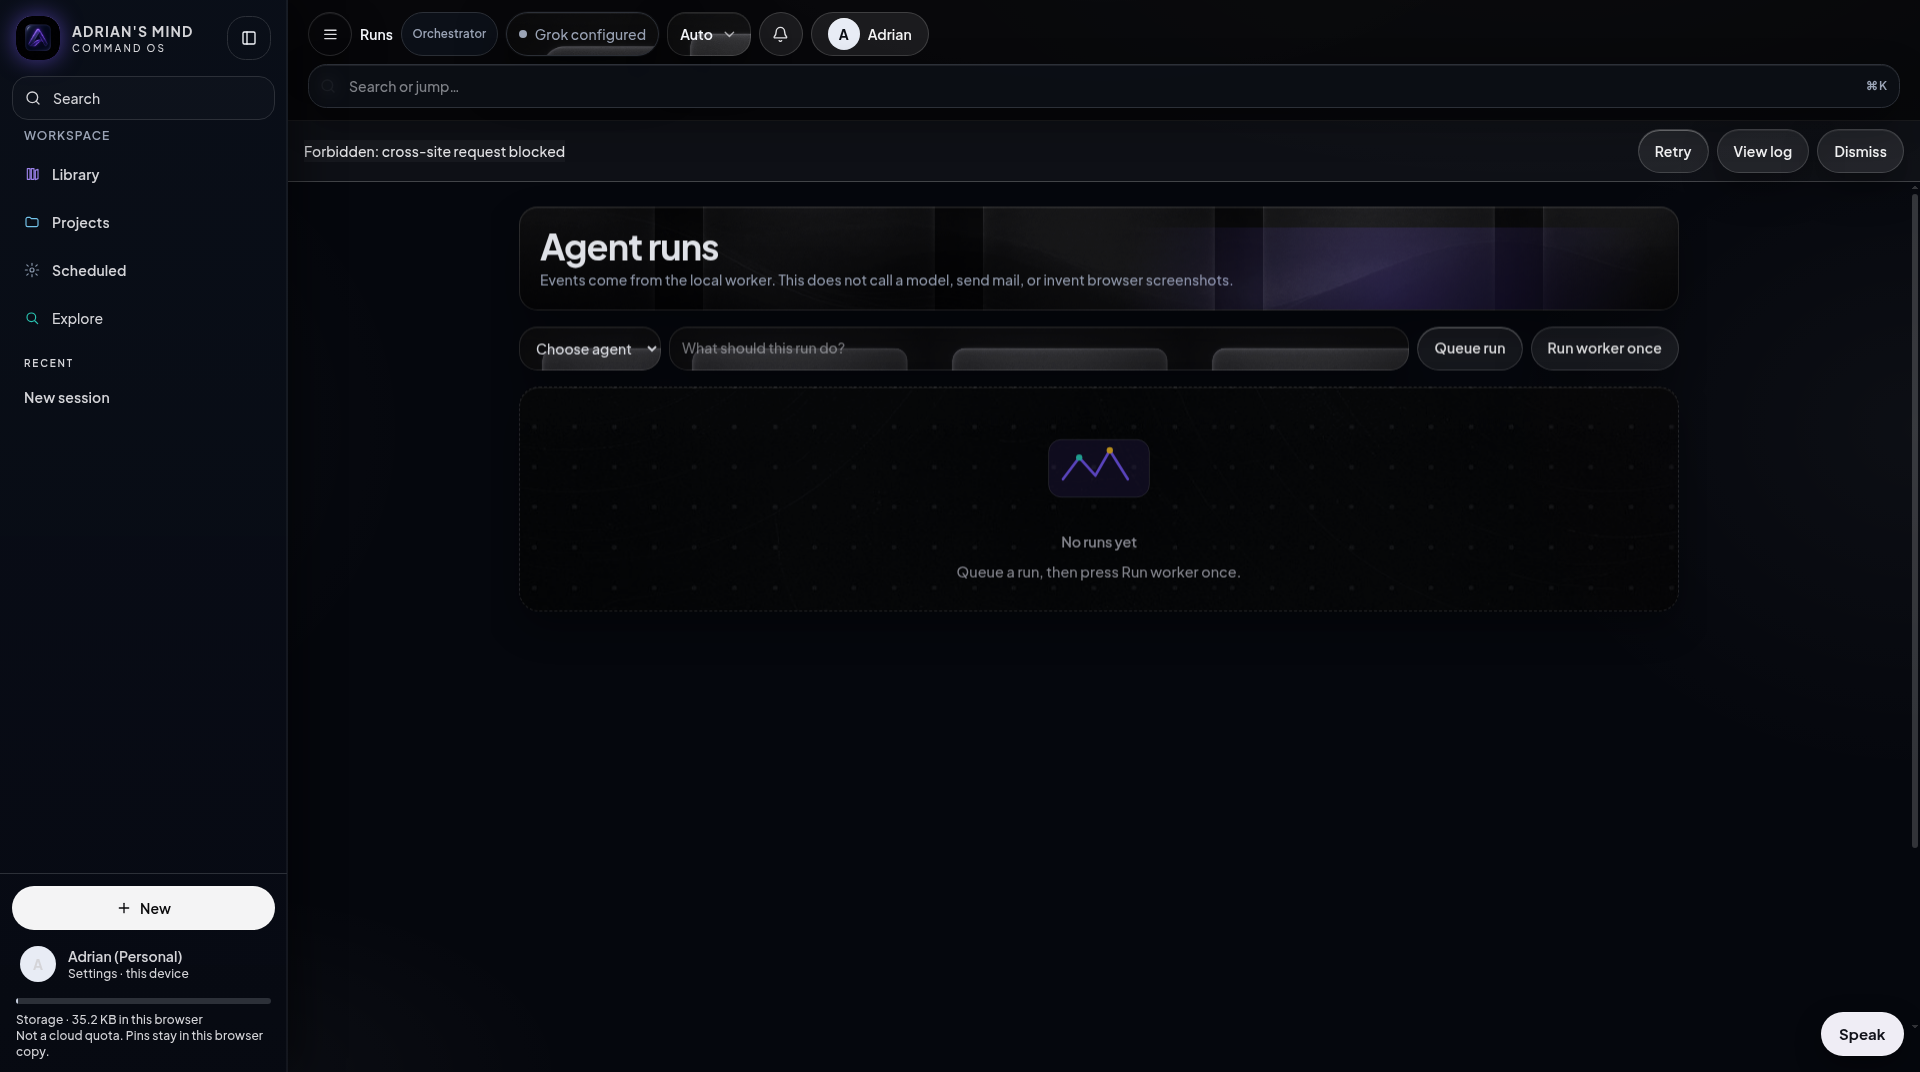 ADRIAN'S MIND
COMMAND OS
Search
WORKSPACE
Library
Projects
Scheduled
Explore
RECENT
New session
New
A
Adrian (Personal)
Settings · this device
Storage · 35.2 KB in this browser
Not a cloud quota. Pins stay in this browser
copy.
Runs
Orchestrator
Grok configured
Auto
A
Adrian
Search or jump…
⌘K
Forbidden: cross-site request blocked
Retry
View log
Dismiss
Agent runs
Events come from the local worker. This does not call a model, send mail, or invent browser screenshots.
Choose agent
What should this run do?
Queue run
Run worker once
No runs yet
Queue a run, then press Run worker once.
Speak